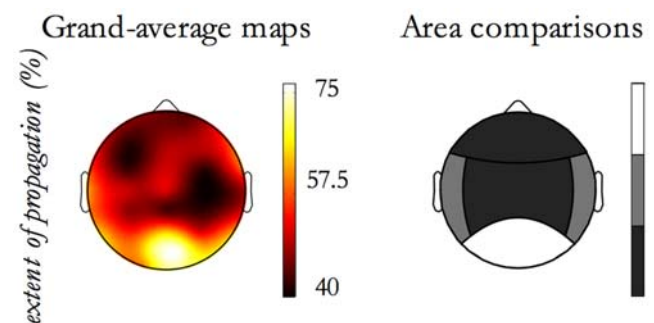 Grand-average maps
Area comparisons
extent of propagation (%)
75
57.5
40